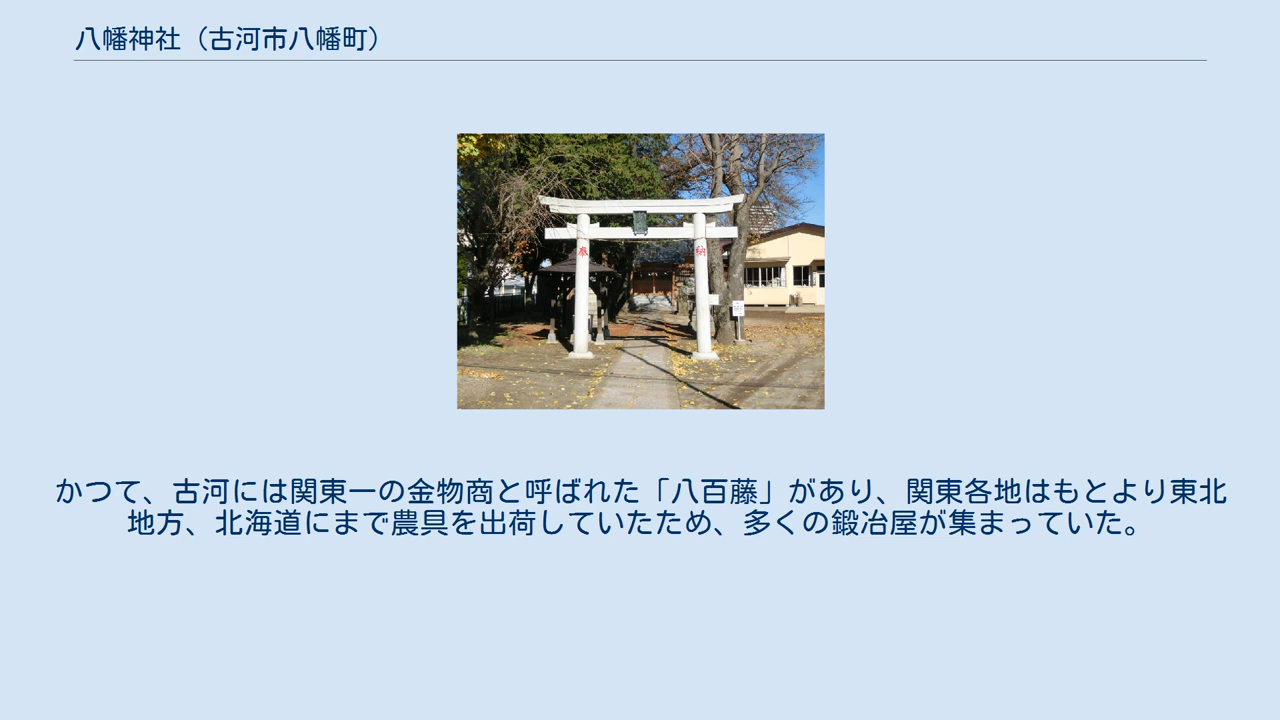 八幡神社（古河市八幡町）
奉
納
かつて、古河には関東一の金物商と呼ばれた「八百藤」があり、関東各地はもとより東北
地方、北海道にまで農具を出荷していたため、多くの鍛冶屋が集まっていた。